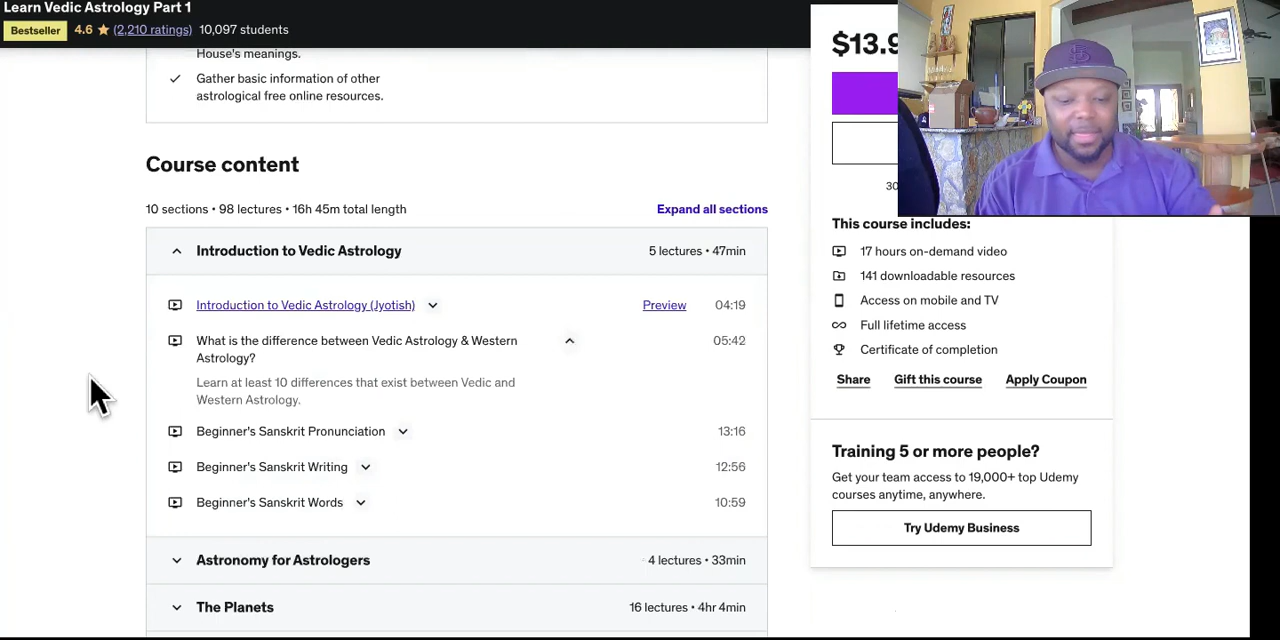 Learn Vedic Astrology Part 1
Bestseller 4.6 (2,210 ratings) 10,097 students
House's meanings.
Gather basic information of other
astrological free online resources.
Course content
10 sections • 98 lectures • 16h 45m total length
Expand all sections
Introduction to Vedic Astrology 5 lectures • 47min
Introduction to Vedic Astrology (Jyotish) Preview 04:19
What is the difference between Vedic Astrology & Western 05:42
Astrology?
Learn at least 10 differences that exist between Vedic and
Western Astrology.
Beginner's Sanskrit Pronunciation 13:16
Beginner's Sanskrit Writing 12:56
Beginner's Sanskrit Words 10:59
Astronomy for Astrologers 4 lectures • 33min
The Planets 16 lectures • 4hr 4min
$13.9
30
This course includes:
17 hours on-demand video
141 downloadable resources
Access on mobile and TV
Full lifetime access
Certificate of completion
Share Gift this course Apply Coupon
Training 5 or more people?
Get your team access to 19,000+ top Udemy
courses anytime, anywhere.
Try Udemy Business